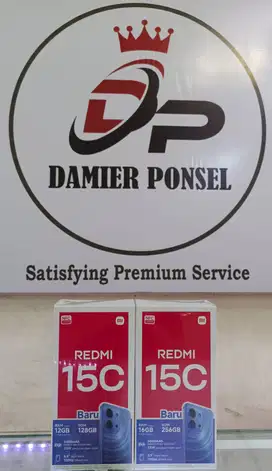 DP
DAMIER PONSEL
Satisfying Premium Service
REDMI
15C
Baru
12GB
128GB
REDMI
15C
Baru
16GB
256GB